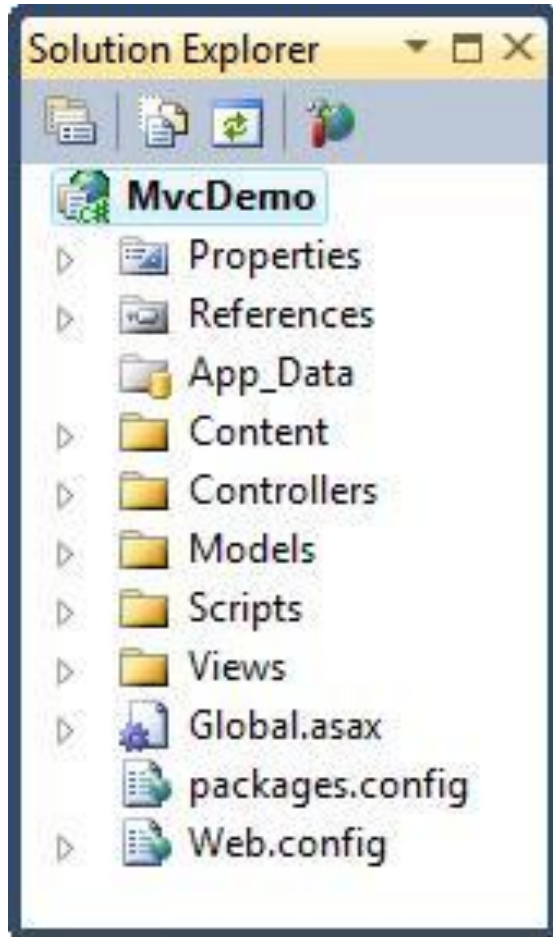 Solution Explorer
C#
MvcDemo
Properties
References
App_Data
Content
Controllers
Models
Scripts
Views
Global.asax
packages.config
Web.config